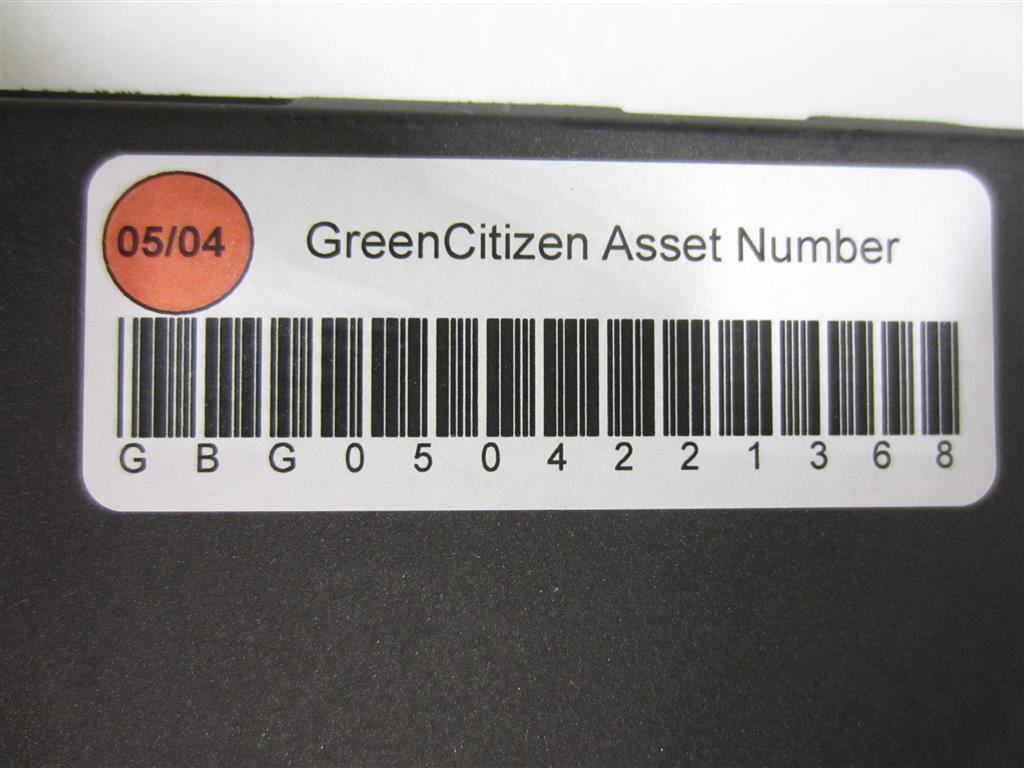 05/04
GreenCitizen Asset Number
G B G 0 5 0 4 2 2 1 3 6 8